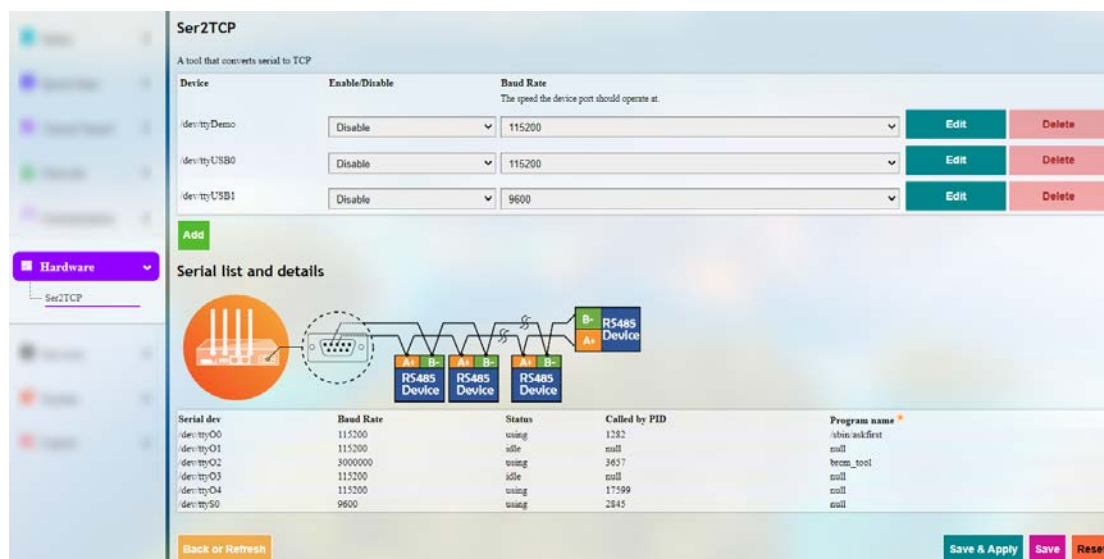 Ser2TCP
A tool that converts serial to TCP
Device Enable/Disable Baud Rate
The speed the device port should operate at.
/dev/ttyDemo Disable 115200 Edit Delete
/dev/ttyUSB0 Disable 115200 Edit Delete
/dev/ttyUSB1 Disable 9600 Edit Delete
Add
Hardware
Ser2TCP
Serial list and details
B- RS485
A+ Device
A+ B- A+ B- A+ B-
RS485 RS485 RS485
Device Device Device
Serial dev Baud Rate Status Called by PID Program name *
/dev/ttyO0 115200 using 1282 /sbin/askfirst
/dev/ttyO1 115200 idle null null
/dev/ttyO2 3000000 using 3657 brcm_tool
/dev/ttyO3 115200 idle null null
/dev/ttyO4 115200 using 17599 null
/dev/ttyS0 9600 using 2845 null
Back or Refresh Save & Apply Save Reset